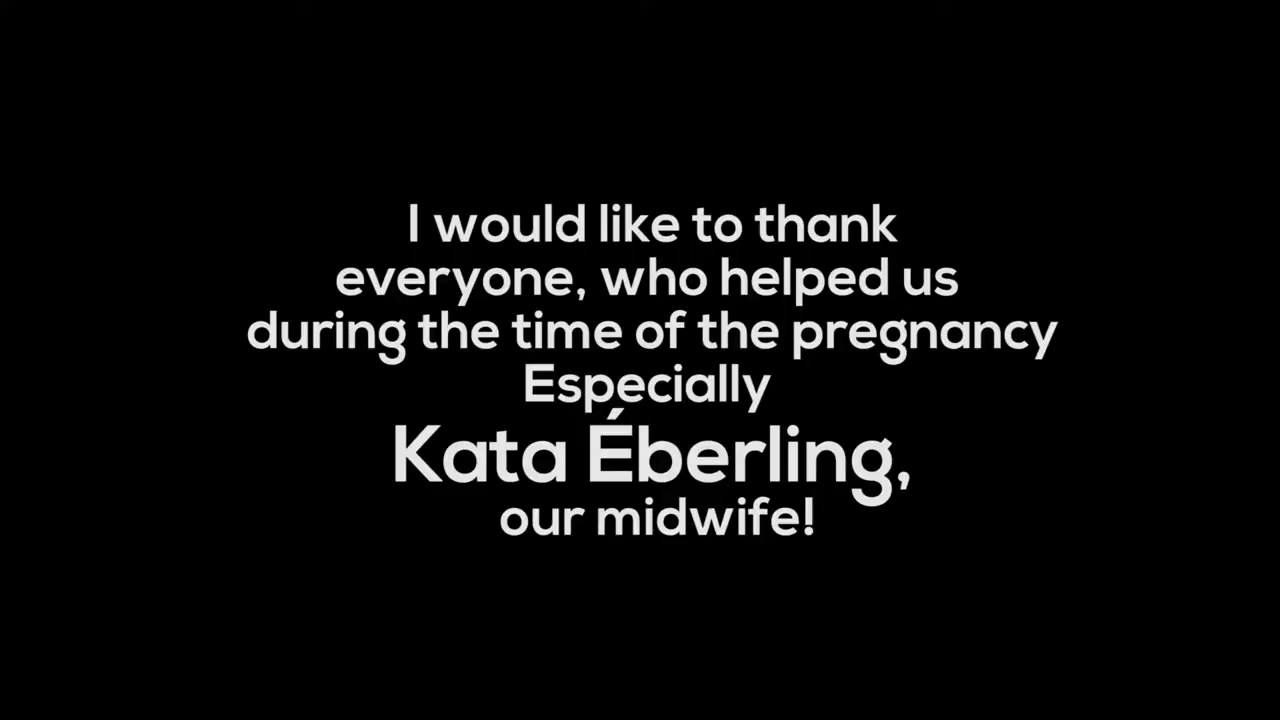 I would like to thank
everyone, who helped us
during the time of the pregnancy
Especially
Kata Éberling,
our midwife!